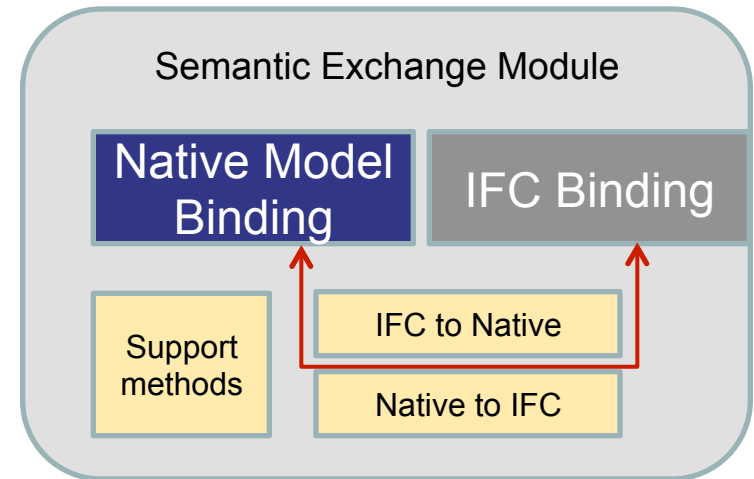 Semantic Exchange Module
Native Model
Binding
IFC Binding
Support
methods
IFC to Native
Native to IFC